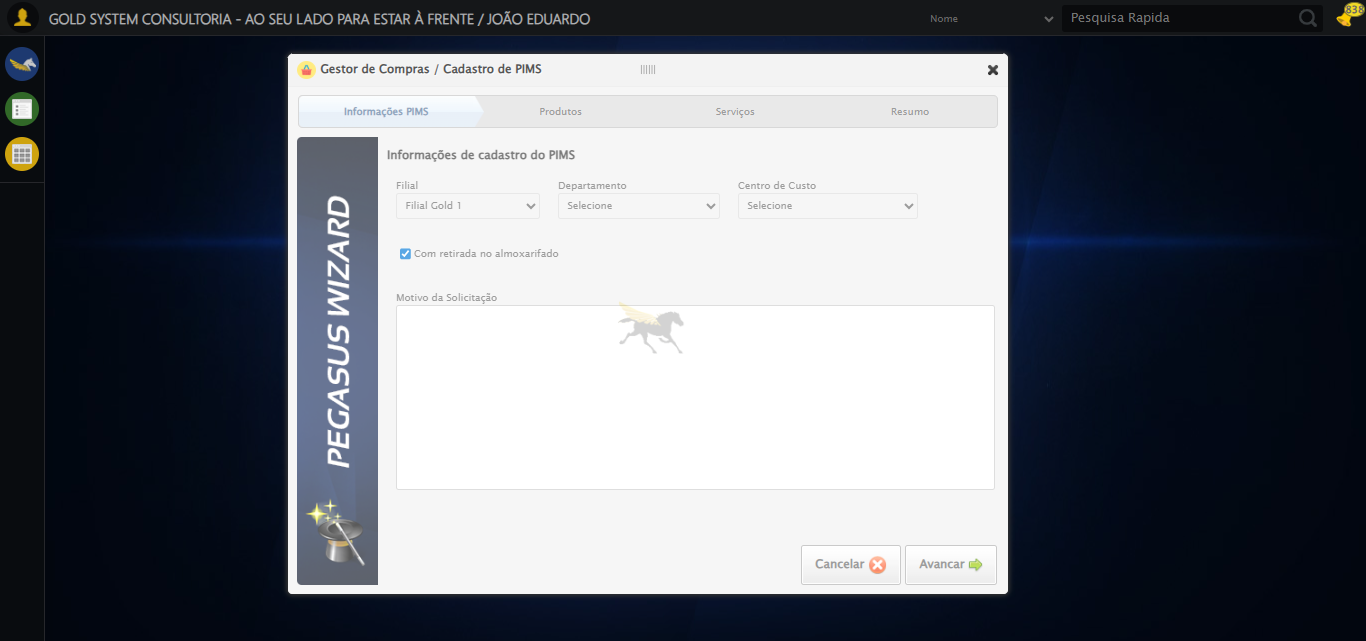 GOLD SYSTEM CONSULTORIA - AO SEU LADO PARA ESTAR À FRENTE / JOÃO EDUARDO
Nome
Pesquisa Rapida
838
Gestor de Compras / Cadastro de PIMS
Informações PIMS
Produtos
Serviços
Resumo
PEGASUS WIZARD
Informações de cadastro do PIMS
Filial
Departamento
Centro de Custo
Filial Gold 1
Selecione
Selecione
Com retirada no almoxarifado
Motivo da Solicitação
Cancelar
Avancar